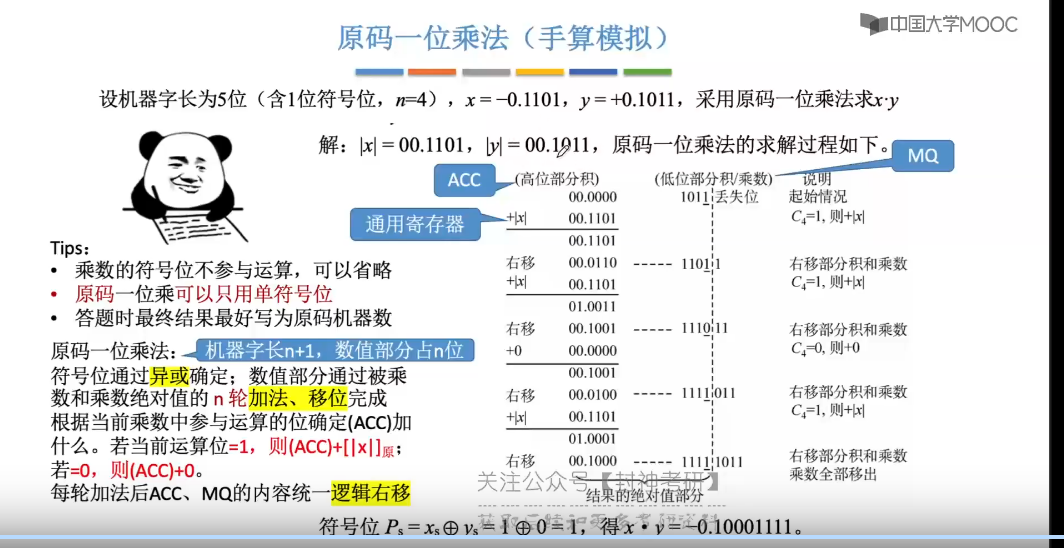 中国大学MOOC
原码一位乘法（手算模拟）
设机器字长为5位（含1位符号位，n=4），x = −0.1101，y = +0.1011，采用原码一位乘法求x·y
解：|x| = 00.1101，|y| = 00.1011，原码一位乘法的求解过程如下。
MQ
ACC
(高位部分积) (低位部分积/乘数) 说明
00.0000 1011 丢失位 起始情况
通用寄存器
+|x| 00.1101 C₄=1, 则+|x|
00.1101
右移 00.0110 ----- 1101 1 右移部分积和乘数
+|x| 00.1101 C₄=1, 则+|x|
01.0011
右移 00.1001 ----- 1110 11 右移部分积和乘数
+0 00.0000 C₄=0, 则+0
00.1001
右移 00.0100 ----- 1111 011 右移部分积和乘数
+|x| 00.1101 C₄=1, 则+|x|
01.0001
右移 00.1000 ----- 1111 1011 右移部分积和乘数
乘数全部移出
结果的绝对值部分
Tips：
• 乘数的符号位不参与运算，可以省略
• 原码一位乘可以只用单符号位
• 答题时最终结果最好写为原码机器数
原码一位乘法：
机器字长n+1，数值部分占n位
符号位通过异或确定；数值部分通过被乘
数和乘数绝对值的 n 轮加法、移位完成
根据当前乘数中参与运算的位确定(ACC)加
什么。若当前运算位=1，则(ACC)+[|x|]原；
若=0，则(ACC)+0。
每轮加法后ACC、MQ的内容统一逻辑右移
关注公众号【封神考研】
符号位 Pₛ = xₛ⊕yₛ = 1⊕0 = 1，得 x·y = −0.10001111。